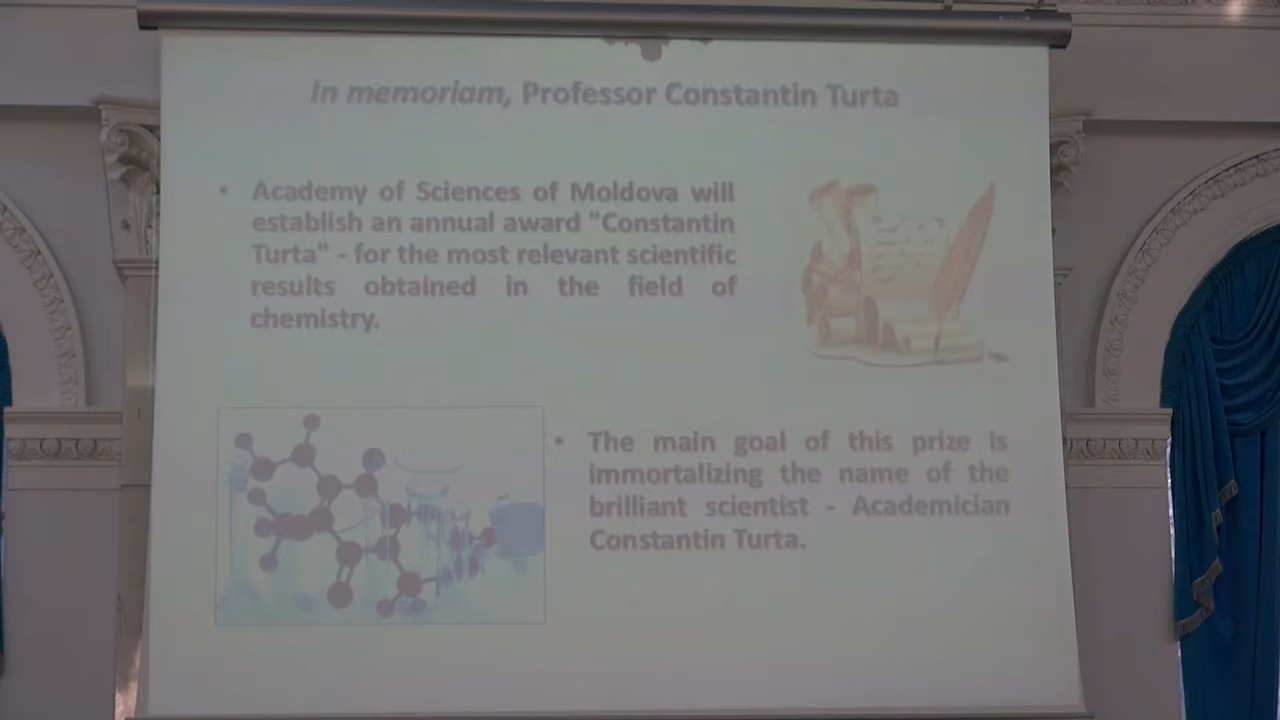 In memoriam, Professor Constantin Turta
• Academy of Sciences of Moldova will
establish an annual award "Constantin
Turta" - for the most relevant scientific
results obtained in the field of
chemistry.
• The main goal of this prize is
immortalizing the name of the
brilliant scientist - Academician
Constantin Turta.